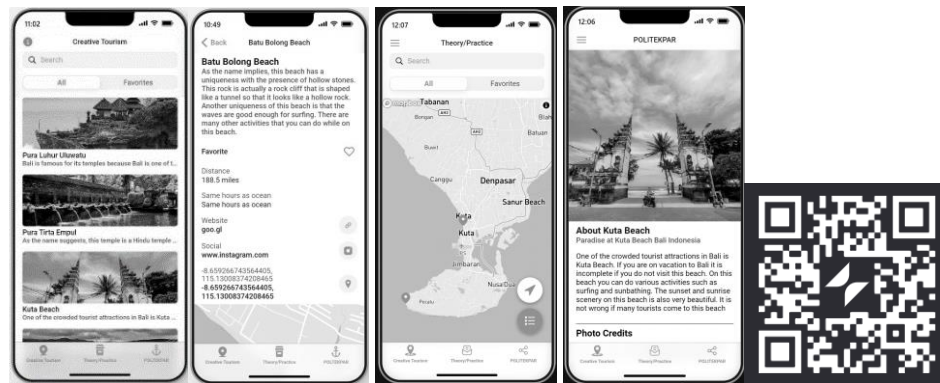 11:02
Creative Tourism
Search
All
Favorites
Pura Luhur Uluwatu
Bali is famous for its temples because Bali is one of t...
Pura Tirta Empul
As the name suggests, this temple is a Hindu temple ...
Kuta Beach
One of the crowded tourist attractions in Bali is Kuta ...
Creative Tourism
Theory/Practice
POLITEKPAR
10:49
Back
Batu Bolong Beach
Batu Bolong Beach
As the name implies, this beach has a
uniqueness with the presence of hollow stones.
This rock is actually a rock cliff that is shaped
like a tunnel so that it looks like a hollow rock.
Another uniqueness of this beach is that the
waves are good enough for surfing. There are
many other activities that you can do while on
this beach.
Favorite
Distance
188.5 miles
Same hours as ocean
Same hours as ocean
Website
goo.gl
Social
www.instagram.com
-8.659266743564405,
115.13008374208465
-8.659266743564405,
115.13008374208465
Creative Tourism
Theory/Practice
POLITEKPAR
12:07
Theory/Practice
Search
All
Favorites
Tabanan
Bongan
Blah
Batuan
Buwit
Canggu
Denpasar
Sanur Beach
Kuta
Kuta
Jimbaran
Nusa Dua
Pecatu
Creative Tourism
Theory/Practice
POLITEKPAR
12:06
POLITEKPAR
About Kuta Beach
Paradise at Kuta Beach Bali Indonesia
One of the crowded tourist attractions in Bali is
Kuta Beach. If you are on vacation to Bali it is
incomplete if you do not visit this beach. On this
beach you can do various activities such as
surfing and sunbathing. The sunset and sunrise
scenery on this beach is also very beautiful. It is
not wrong if many tourists come to this beach
Photo Credits
Creative Tourism
Theory/Practice
POLITEKPAR